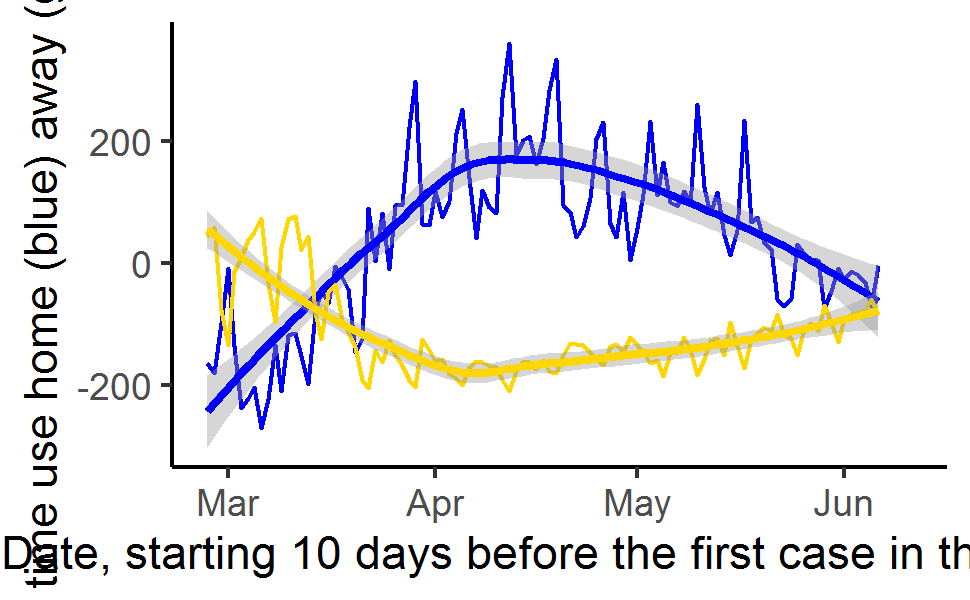 time use home (blue) away (
200
0
-200
Mar Apr May Jun
Date, starting 10 days before the first case in th